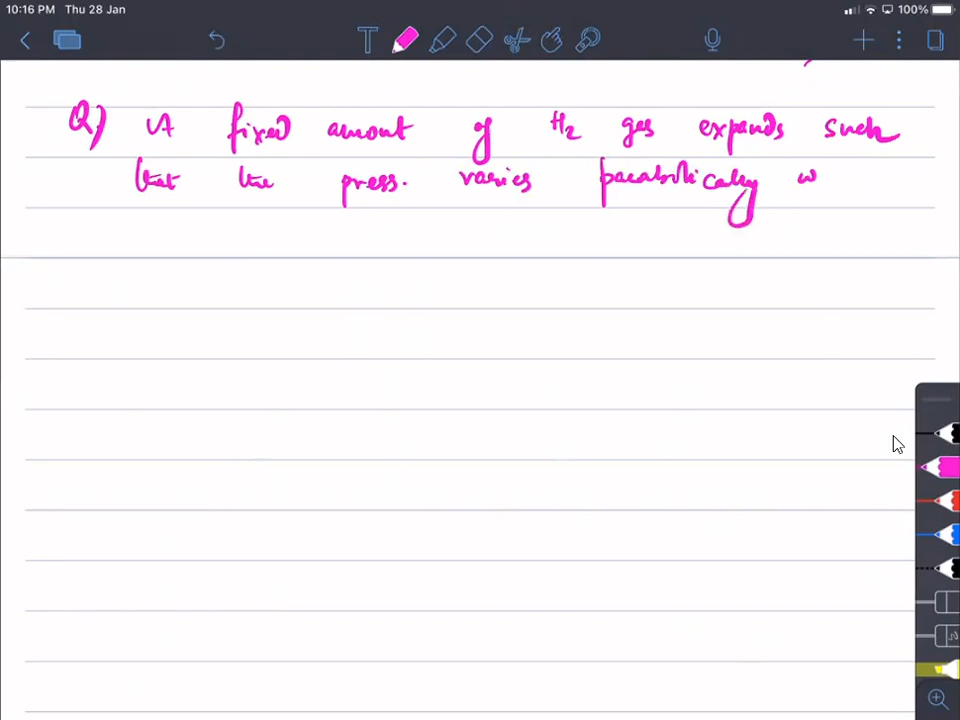 10:16 PM Thu 28 Jan 100%
T
Q) A fixed amount of H2 gas expands such
that the press. varies parabolically w